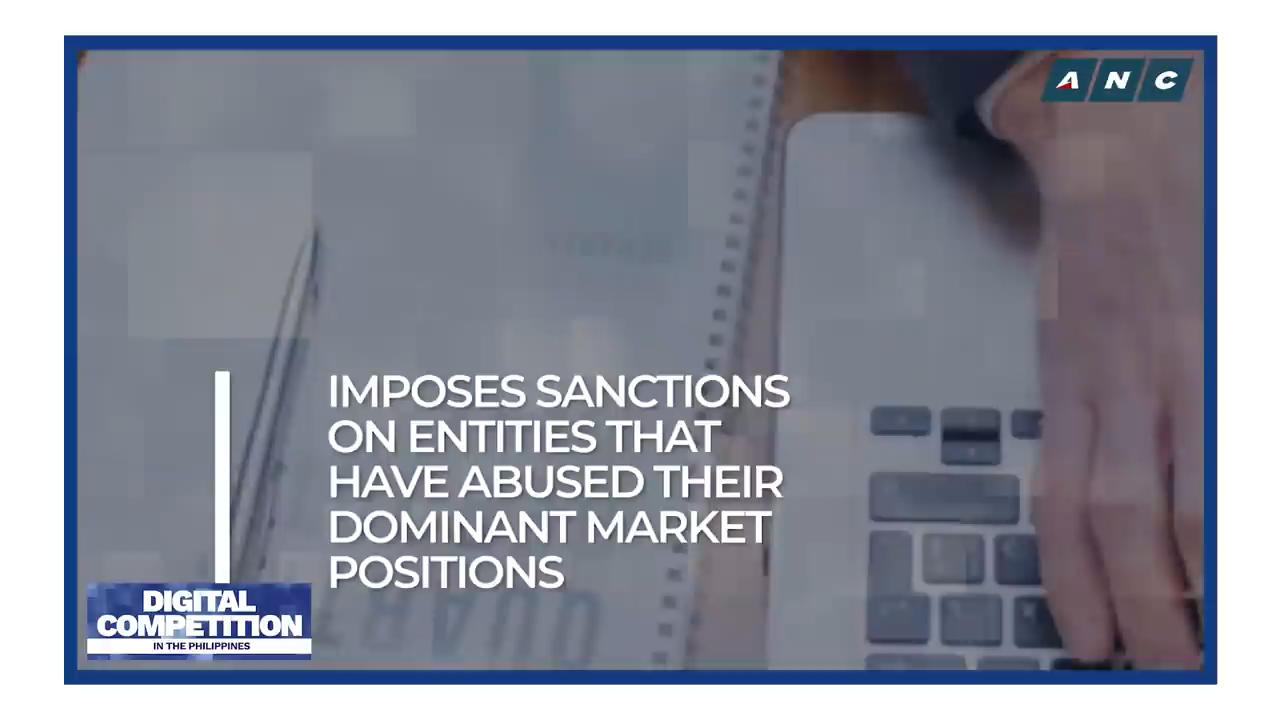 ANC
IMPOSES SANCTIONS
ON ENTITIES THAT
HAVE ABUSED THEIR
DOMINANT MARKET
POSITIONS
DIGITAL
COMPETITION
IN THE PHILIPPINES